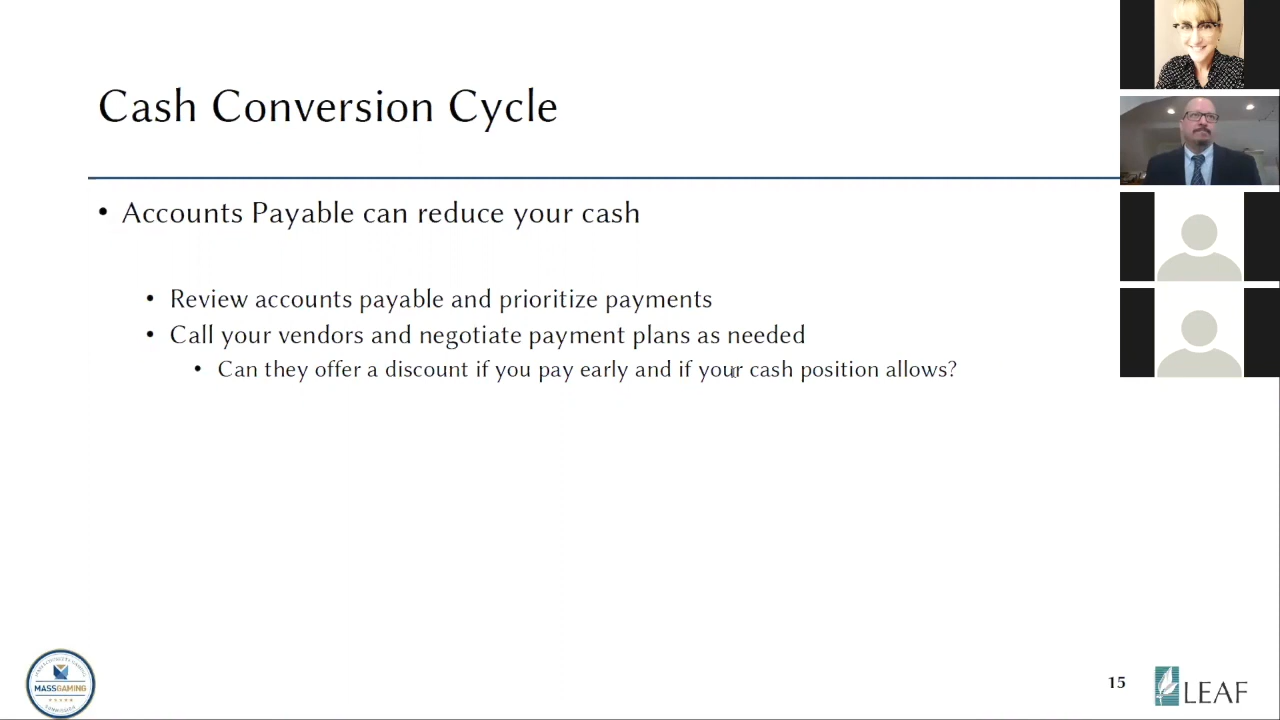 Cash Conversion Cycle
• Accounts Payable can reduce your cash
• Review accounts payable and prioritize payments
• Call your vendors and negotiate payment plans as needed
• Can they offer a discount if you pay early and if your cash position allows?
MASSGAMING
COMMISSION
15
LEAF